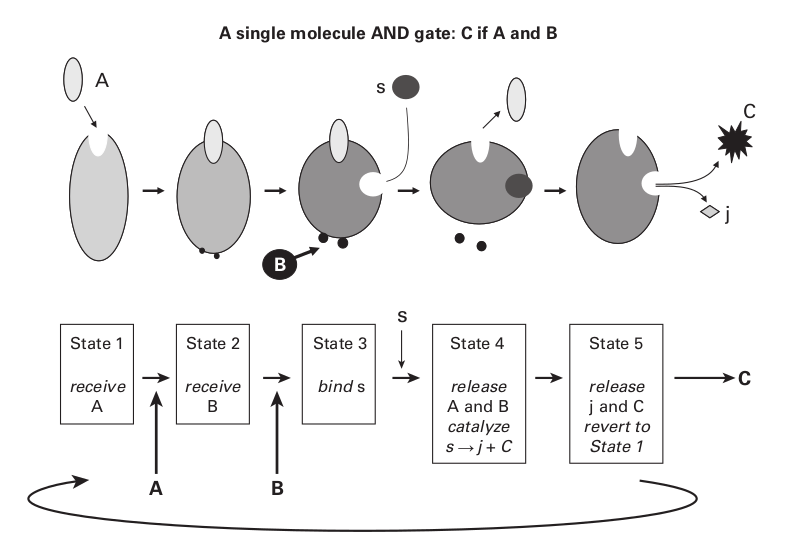 A single molecule AND gate: C if A and B
A
s
C
j
B
s
State 1
receive
A
State 2
receive
B
State 3
bind s
State 4
release
A and B
catalyze
s → j + C
State 5
release
j and C
revert to
State 1
C
A
B